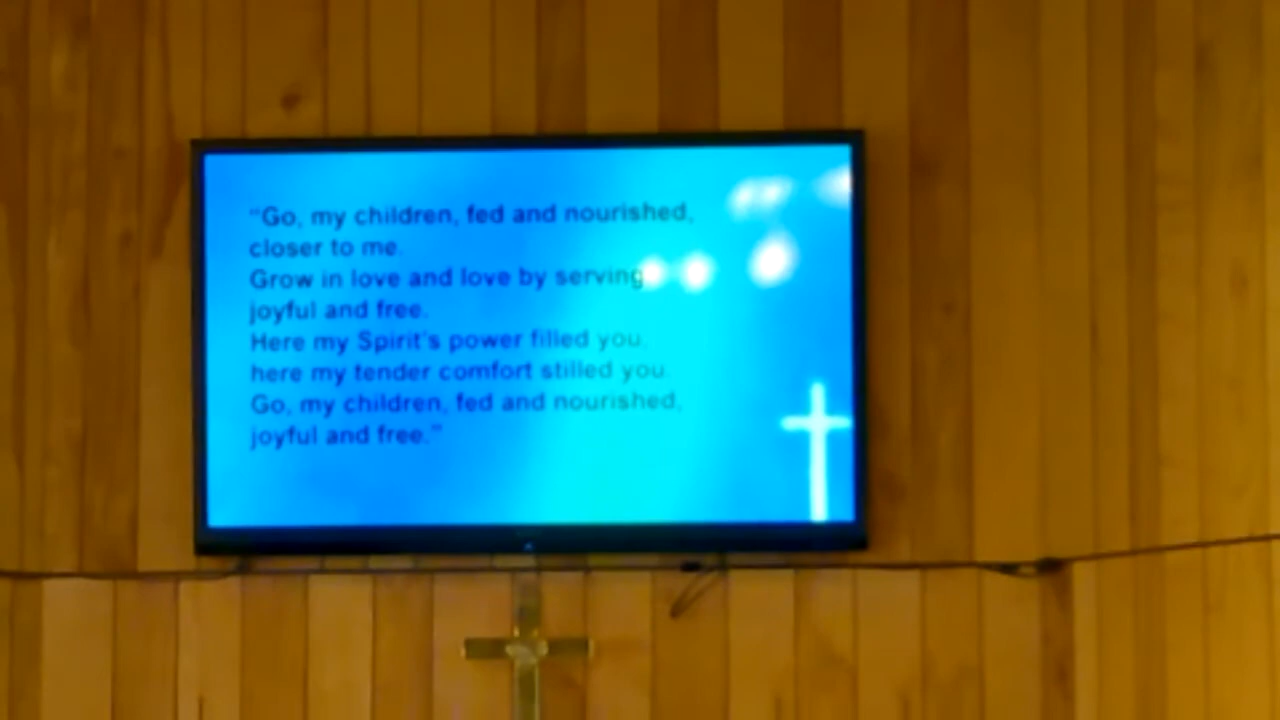 "Go, my children, fed and nourished,
closer to me.
Grow in love and love by serving
joyful and free.
Here my Spirit's power filled you,
here my tender comfort stilled you.
Go, my children, fed and nourished,
joyful and free."